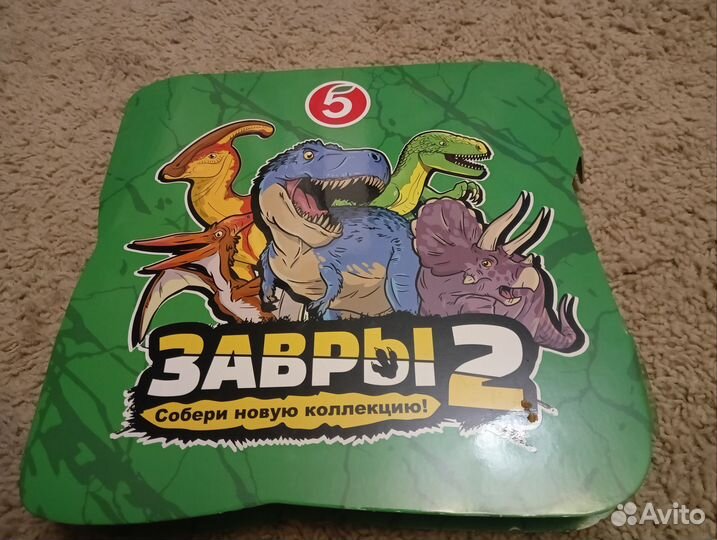 5
ЗАВРЫ 2
Собери новую коллекцию!
Avito